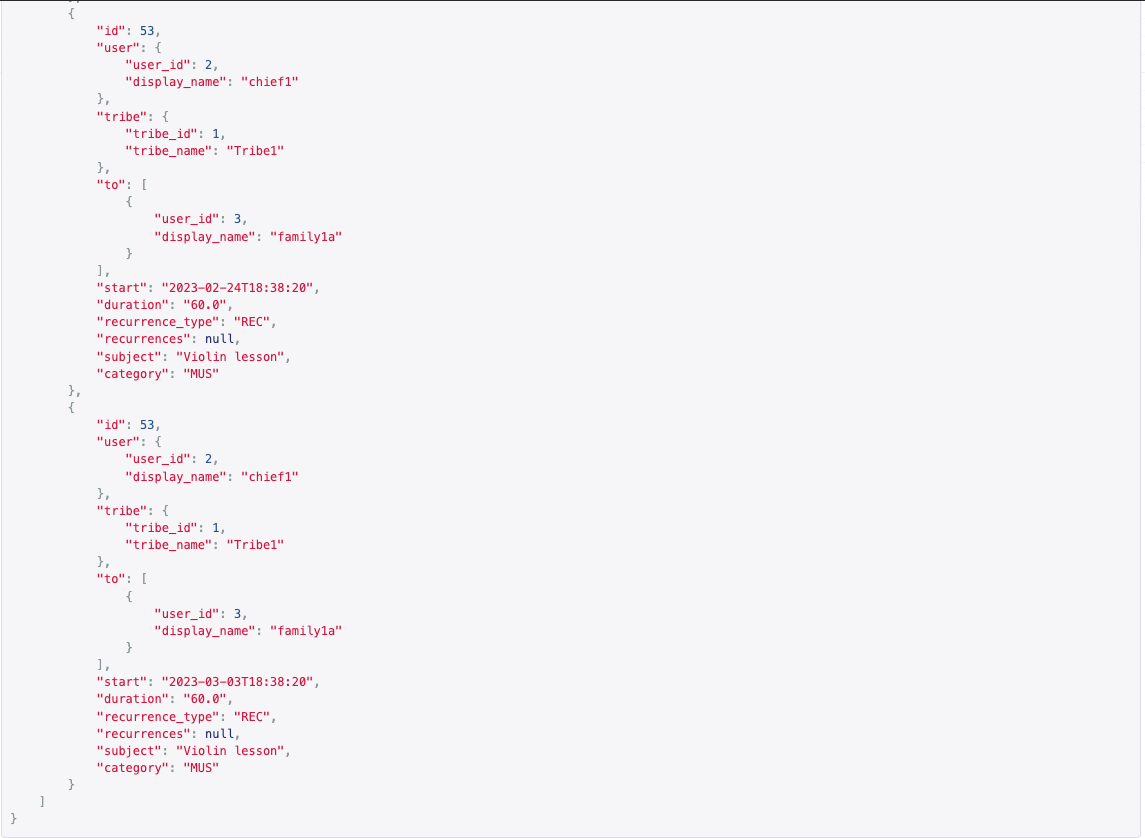 {
"id": 53,
"user": {
"user_id": 2,
"display_name": "chief1"
},
"tribe": {
"tribe_id": 1,
"tribe_name": "Tribe1"
},
"to": [
{
"user_id": 3,
"display_name": "family1a"
}
],
"start": "2023-02-24T18:38:20",
"duration": "60.0",
"recurrence_type": "REC",
"recurrences": null,
"subject": "Violin lesson",
"category": "MUS"
},
{
"id": 53,
"user": {
"user_id": 2,
"display_name": "chief1"
},
"tribe": {
"tribe_id": 1,
"tribe_name": "Tribe1"
},
"to": [
{
"user_id": 3,
"display_name": "family1a"
}
],
"start": "2023-03-03T18:38:20",
"duration": "60.0",
"recurrence_type": "REC",
"recurrences": null,
"subject": "Violin lesson",
"category": "MUS"
}
]
}